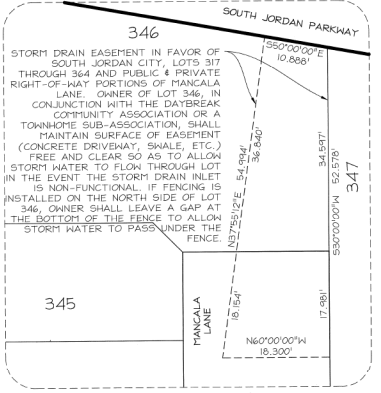 SOUTH JORDAN PARKWAY
346
STORM DRAIN EASEMENT IN FAVOR OF
SOUTH JORDAN CITY, LOTS 317
THROUGH 364 AND PUBLIC & PRIVATE
RIGHT-OF-WAY PORTIONS OF MANCALA
LANE. OWNER OF LOT 346, IN
CONJUNCTION WITH THE DAYBREAK
COMMUNITY ASSOCIATION OR A
TOWNHOME SUB-ASSOCIATION, SHALL
MAINTAIN SURFACE OF EASEMENT
(CONCRETE DRIVEWAY, SWALE, ETC.)
FREE AND CLEAR SO AS TO ALLOW
STORM WATER TO FLOW THROUGH LOT
IN THE EVENT THE STORM DRAIN INLET
IS NON-FUNCTIONAL. IF FENCING IS
INSTALLED ON THE NORTH SIDE OF LOT
346, OWNER SHALL LEAVE A GAP AT
THE BOTTOM OF THE FENCE TO ALLOW
STORM WATER TO PASS UNDER THE
FENCE.
S50°00'00"E
10.888'
N37°55'12"E 54.994'
36.840'
18.154'
34.597'
S30°00'00"W 52.578'
17.981'
347
345
MANCALA
LANE
N60°00'00"W
18.300'